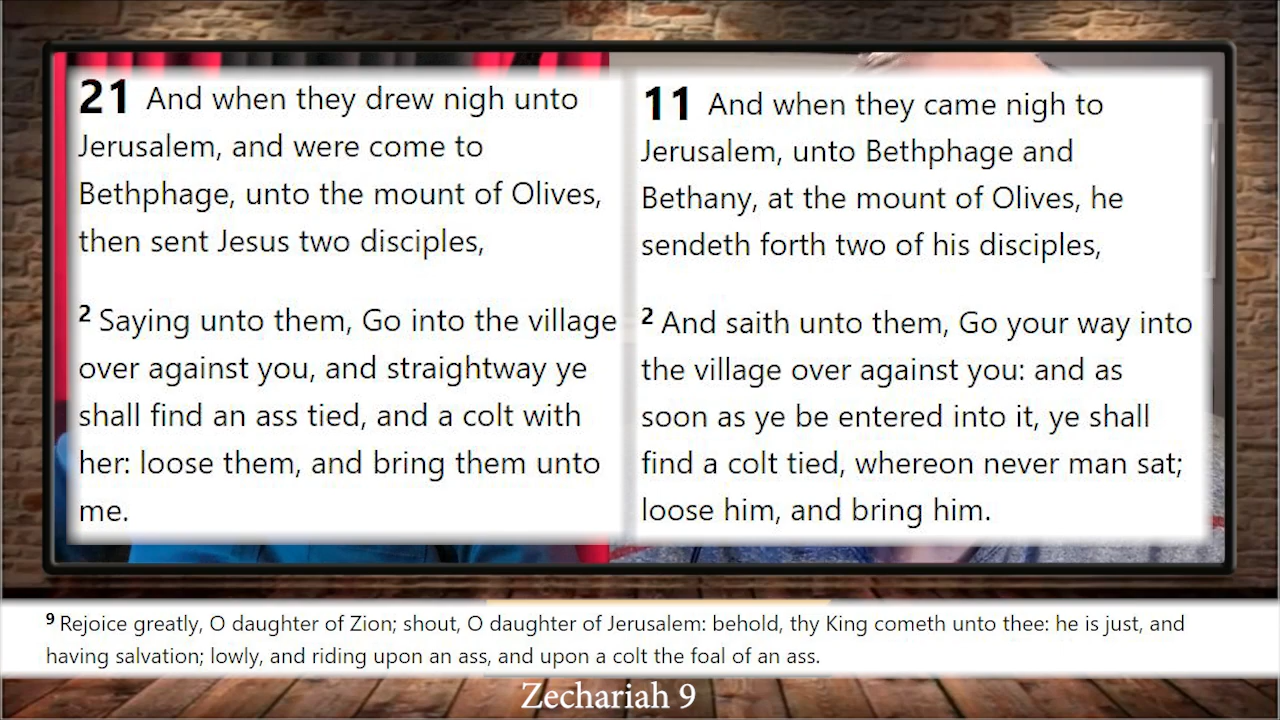 21 And when they drew nigh unto
Jerusalem, and were come to
Bethphage, unto the mount of Olives,
then sent Jesus two disciples,
2 Saying unto them, Go into the village
over against you, and straightway ye
shall find an ass tied, and a colt with
her: loose them, and bring them unto
me.
11 And when they came nigh to
Jerusalem, unto Bethphage and
Bethany, at the mount of Olives, he
sendeth forth two of his disciples,
2 And saith unto them, Go your way into
the village over against you: and as
soon as ye be entered into it, ye shall
find a colt tied, whereon never man sat;
loose him, and bring him.
9 Rejoice greatly, O daughter of Zion; shout, O daughter of Jerusalem: behold, thy King cometh unto thee: he is just, and
having salvation; lowly, and riding upon an ass, and upon a colt the foal of an ass.
Zechariah 9